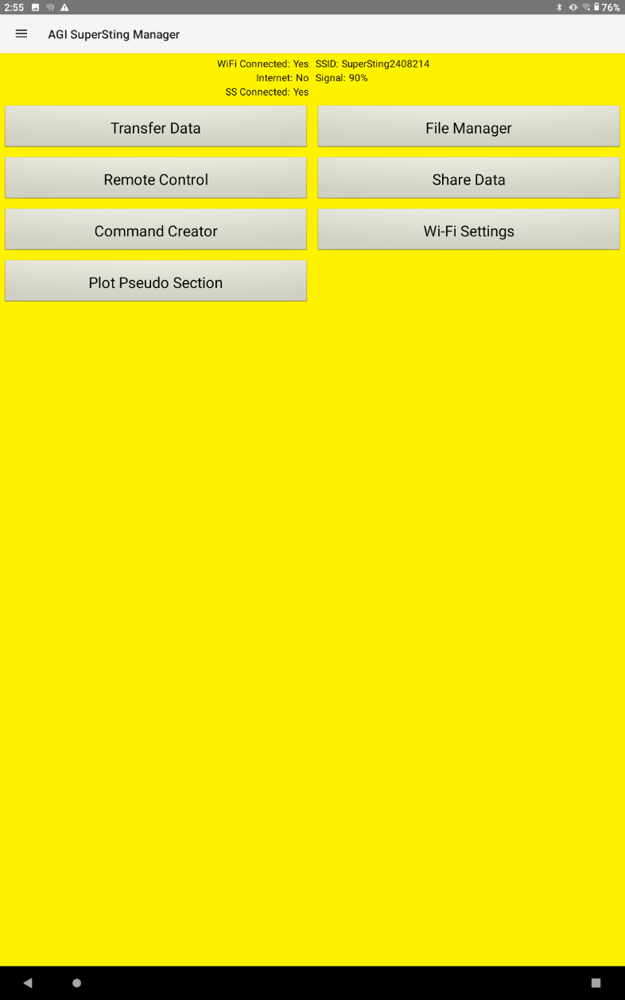 2:55 76%
AGI SuperSting Manager
WiFi Connected: Yes SSID: SuperSting2408214
Internet: No Signal: 90%
SS Connected: Yes
Transfer Data File Manager
Remote Control Share Data
Command Creator Wi-Fi Settings
Plot Pseudo Section